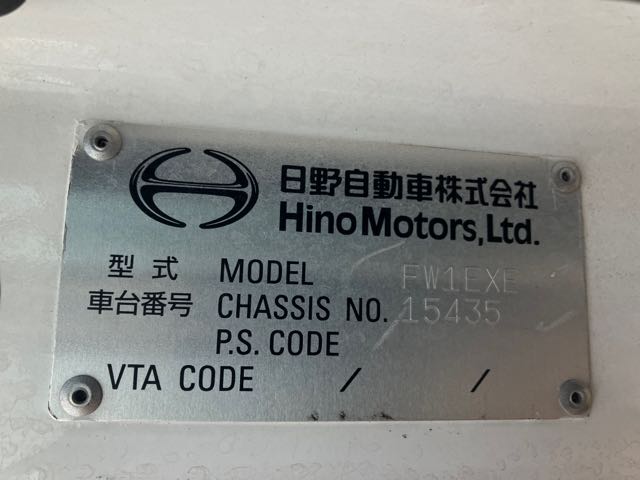 日野自動車株式会社
Hino Motors, Ltd.
型式 MODEL FW1EXE
車台番号 CHASSIS NO. 15435
P.S. CODE
VTA CODE / /